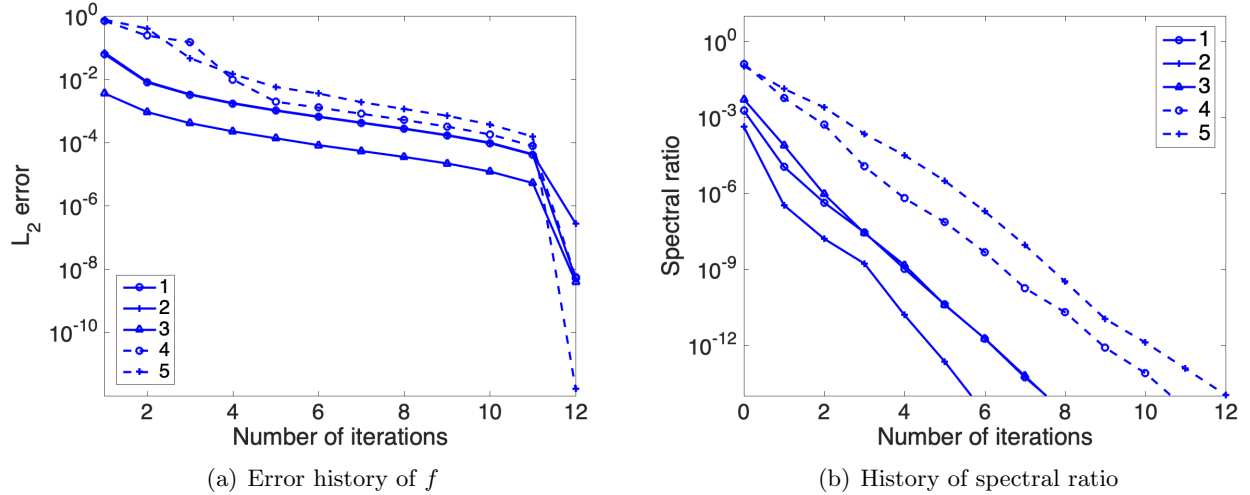 10^0
10^-2
10^-4
10^-6
10^-8
10^-10
L_2 error
1
2
3
4
5
2 4 6 8 10 12
Number of iterations
(a) Error history of f
10^0
10^-3
10^-6
10^-9
10^-12
Spectral ratio
1
2
3
4
5
0 2 4 6 8 10 12
Number of iterations
(b) History of spectral ratio